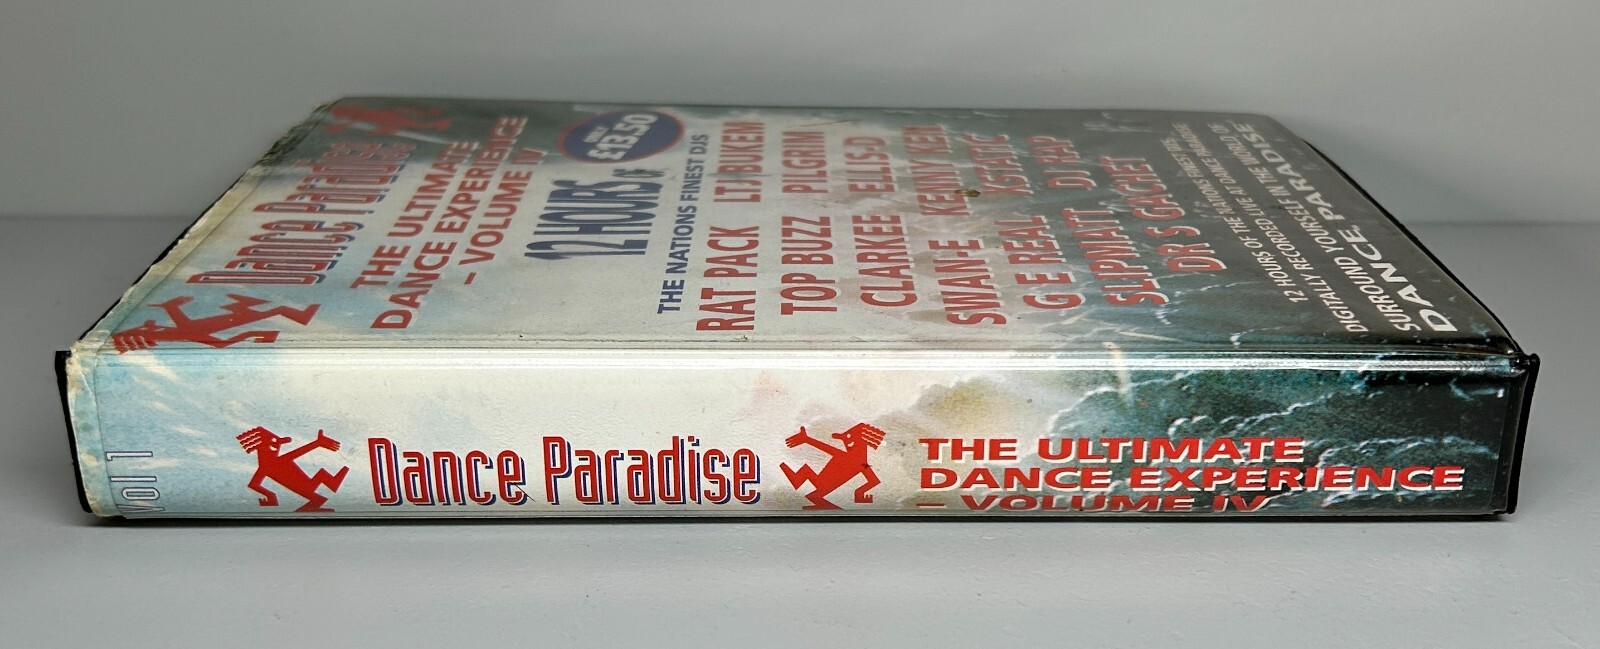 Dance Paradise
THE ULTIMATE
DANCE EXPERIENCE
- VOLUME IV
ONLY
£13.50
12 HOURS OF
THE NATIONS FINEST DJS
RAT PACK LTJ BUKEM
TOP BUZZ PILGRIM
CLARKEE ELLIS-D
SWAN-E KENNY KEN
G E REAL XSTATIC
SLIPMATT DJ RAP
DR S GACHET
12 HOURS OF THE NATIONS FINEST DJS,
DIGITALLY RECORDED LIVE AT DANCE PARADISE
SURROUND YOURSELF IN THE WORLD OF
DANCE PARADISE
Vol 1
Dance Paradise
THE ULTIMATE
DANCE EXPERIENCE
- VOLUME IV